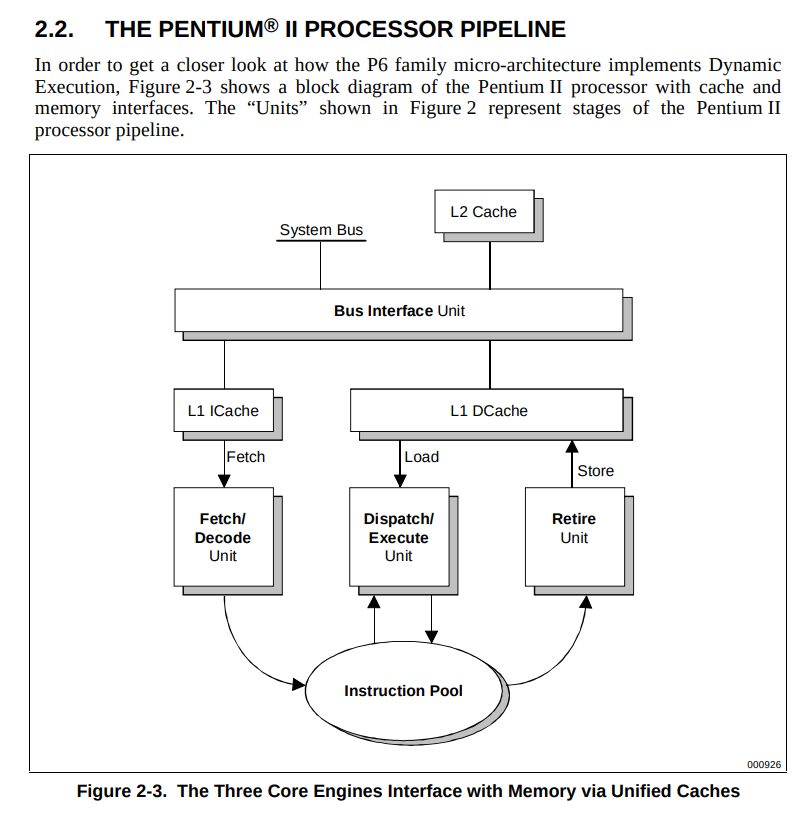 2.2. THE PENTIUM® II PROCESSOR PIPELINE
In order to get a closer look at how the P6 family micro-architecture implements Dynamic
Execution, Figure 2-3 shows a block diagram of the Pentium II processor with cache and
memory interfaces. The “Units” shown in Figure 2 represent stages of the Pentium II
processor pipeline.
L2 Cache
System Bus
Bus Interface Unit
L1 ICache
L1 DCache
Fetch
Load
Store
Fetch/
Decode
Unit
Dispatch/
Execute
Unit
Retire
Unit
Instruction Pool
000926
Figure 2-3. The Three Core Engines Interface with Memory via Unified Caches